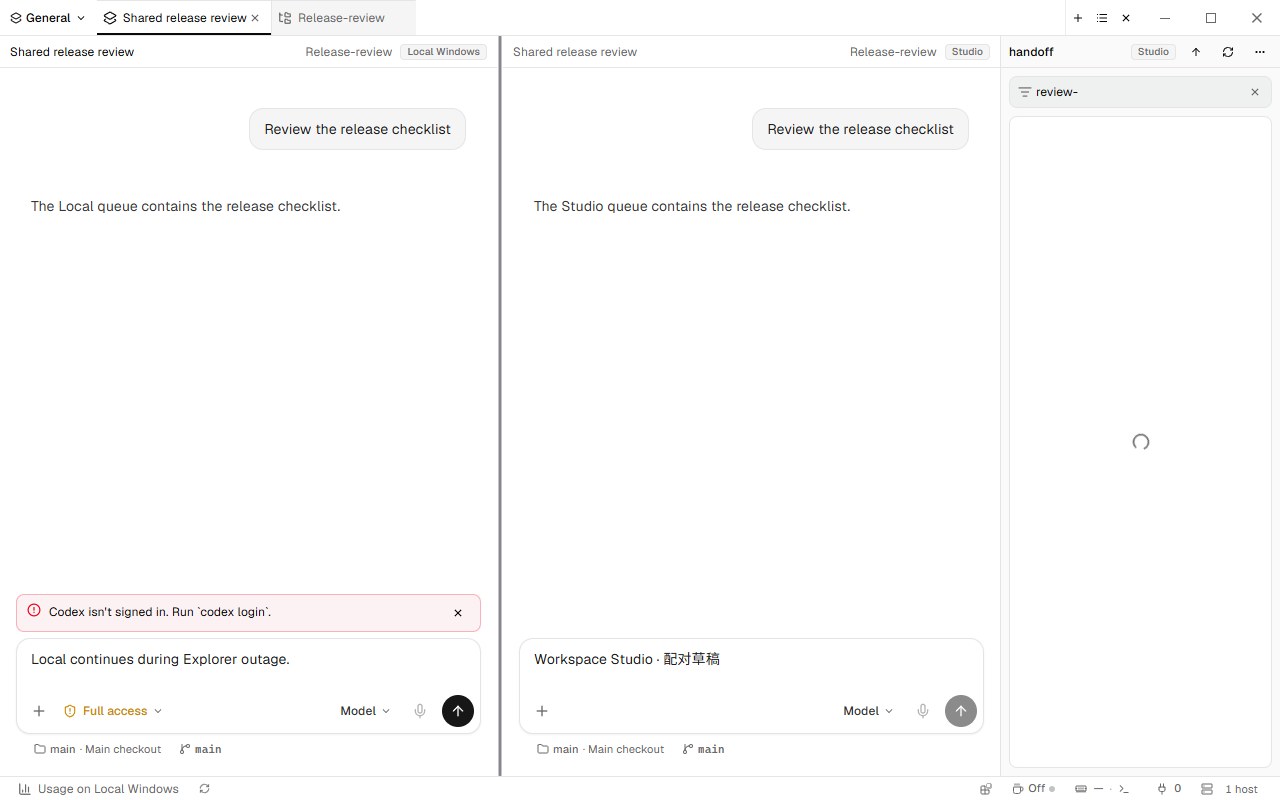 General
Shared release review
Release-review
Shared release review
Release-review
Local Windows
Review the release checklist
The Local queue contains the release checklist.
Codex isn't signed in. Run `codex login`.
Local continues during Explorer outage.
Full access
Model
main · Main checkout
main
Shared release review
Release-review
Studio
Review the release checklist
The Studio queue contains the release checklist.
Workspace Studio · 配对草稿
Model
main · Main checkout
main
handoff
Studio
review-
Usage on Local Windows
Off
— ·
0
1 host